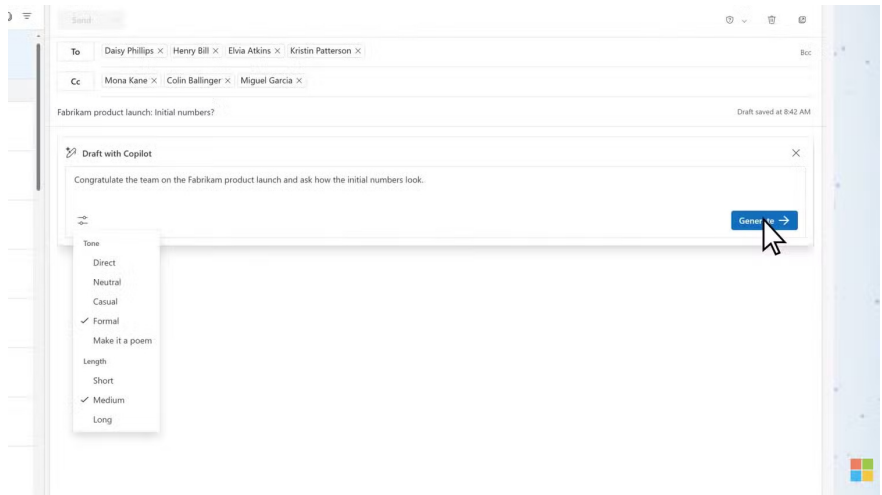 Send
To Daisy Phillips × Henry Bill × Elvia Atkins × Kristin Patterson × Bcc
Cc Mona Kane × Colin Ballinger × Miguel Garcia ×
Fabrikam product launch: Initial numbers? Draft saved at 8:42 AM
Draft with Copilot
Congratulate the team on the Fabrikam product launch and ask how the initial numbers look.
Generate →
Tone
Direct
Neutral
Casual
✓ Formal
Make it a poem
Length
Short
✓ Medium
Long